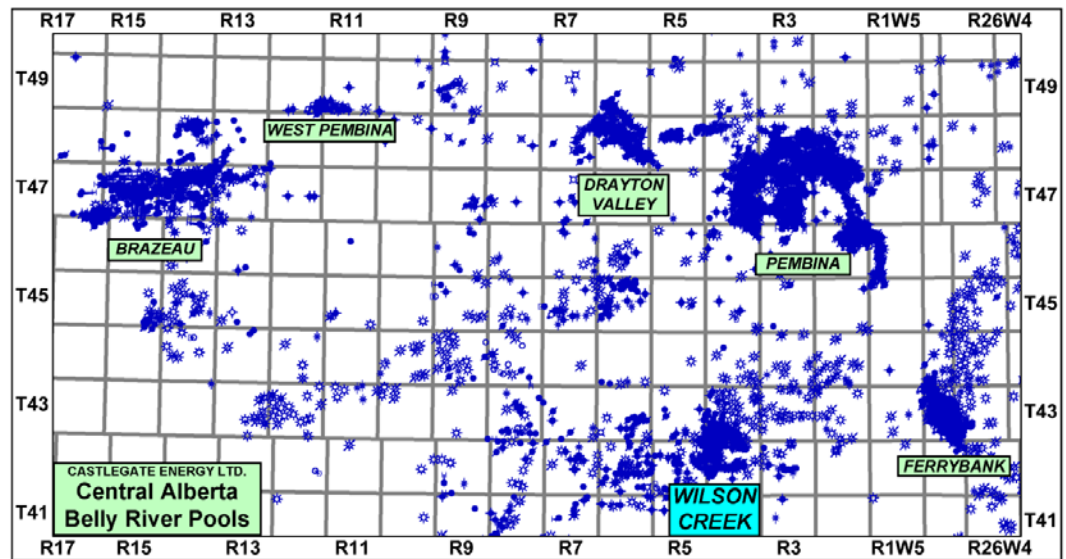 R17 R15 R13 R11 R9 R7 R5 R3 R1W5 R26W4
T49 T49
WEST PEMBINA
T47 T47
DRAYTON
VALLEY
BRAZEAU
PEMBINA
T45 T45
T43 T43
FERRYBANK
CASTLEGATE ENERGY LTD.
Central Alberta
Belly River Pools
WILSON
CREEK
T41 T41
R17 R15 R13 R11 R9 R7 R5 R3 R1W5 R26W4